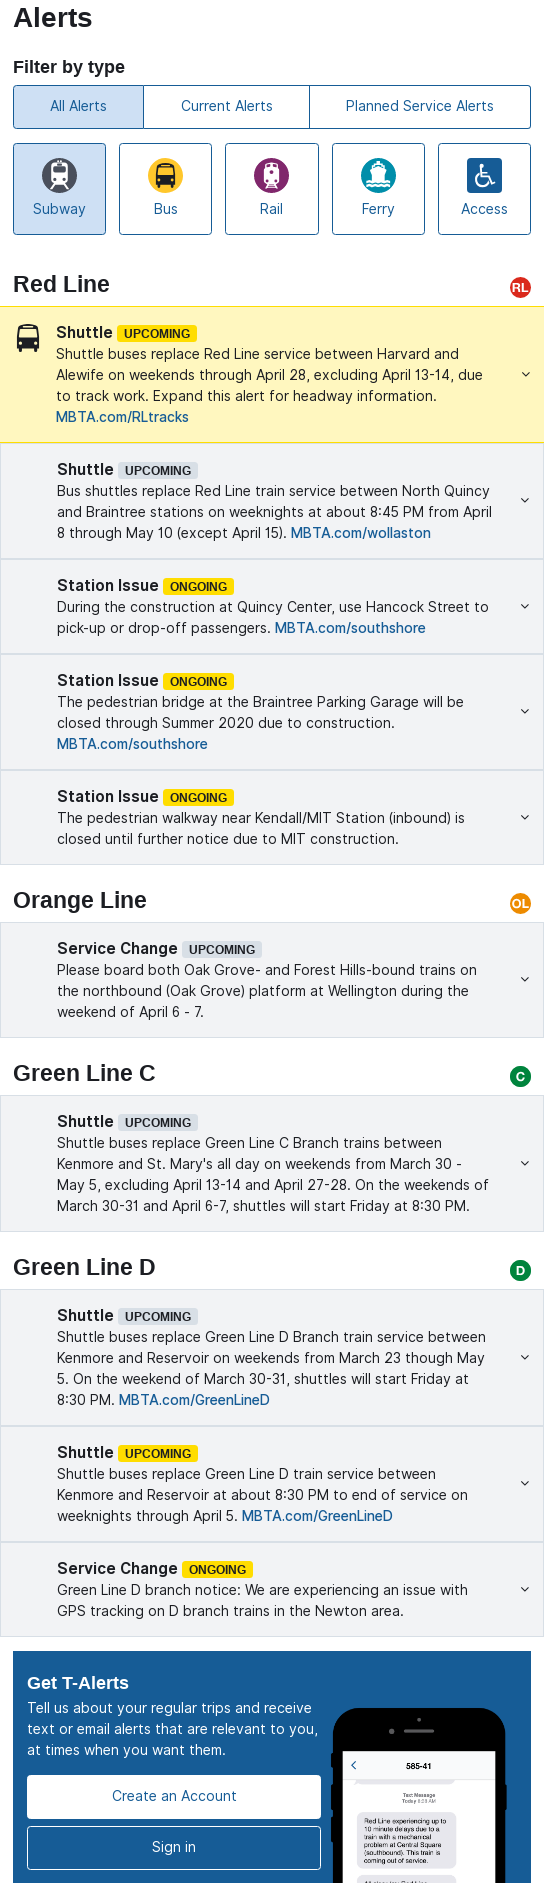 Alerts
Filter by type
All Alerts
Current Alerts
Planned Service Alerts
Subway
Bus
Rail
Ferry
Access
Red Line
RL
Shuttle UPCOMING
Shuttle buses replace Red Line service between Harvard and
Alewife on weekends through April 28, excluding April 13-14, due
to track work. Expand this alert for headway information.
MBTA.com/RLtracks
Shuttle UPCOMING
Bus shuttles replace Red Line train service between North Quincy
and Braintree stations on weeknights at about 8:45 PM from April
8 through May 10 (except April 15). MBTA.com/wollaston
Station Issue ONGOING
During the construction at Quincy Center, use Hancock Street to
pick-up or drop-off passengers. MBTA.com/southshore
Station Issue ONGOING
The pedestrian bridge at the Braintree Parking Garage will be
closed through Summer 2020 due to construction.
MBTA.com/southshore
Station Issue ONGOING
The pedestrian walkway near Kendall/MIT Station (inbound) is
closed until further notice due to MIT construction.
Orange Line
OL
Service Change UPCOMING
Please board both Oak Grove- and Forest Hills-bound trains on
the northbound (Oak Grove) platform at Wellington during the
weekend of April 6 - 7.
Green Line C
C
Shuttle UPCOMING
Shuttle buses replace Green Line C Branch trains between
Kenmore and St. Mary's all day on weekends from March 30 -
May 5, excluding April 13-14 and April 27-28. On the weekends of
March 30-31 and April 6-7, shuttles will start Friday at 8:30 PM.
Green Line D
D
Shuttle UPCOMING
Shuttle buses replace Green Line D Branch train service between
Kenmore and Reservoir on weekends from March 23 though May
5. On the weekend of March 30-31, shuttles will start Friday at
8:30 PM. MBTA.com/GreenLineD
Shuttle UPCOMING
Shuttle buses replace Green Line D train service between
Kenmore and Reservoir at about 8:30 PM to end of service on
weeknights through April 5. MBTA.com/GreenLineD
Service Change ONGOING
Green Line D branch notice: We are experiencing an issue with
GPS tracking on D branch trains in the Newton area.
Get T-Alerts
Tell us about your regular trips and receive
text or email alerts that are relevant to you,
at times when you want them.
Create an Account
Sign in
585-41
Text Message
Today
Red Line experiencing up to
10 minute delays due to a
train with a mechanical
problem at Central Square
(southbound). This train is
coming out of service.